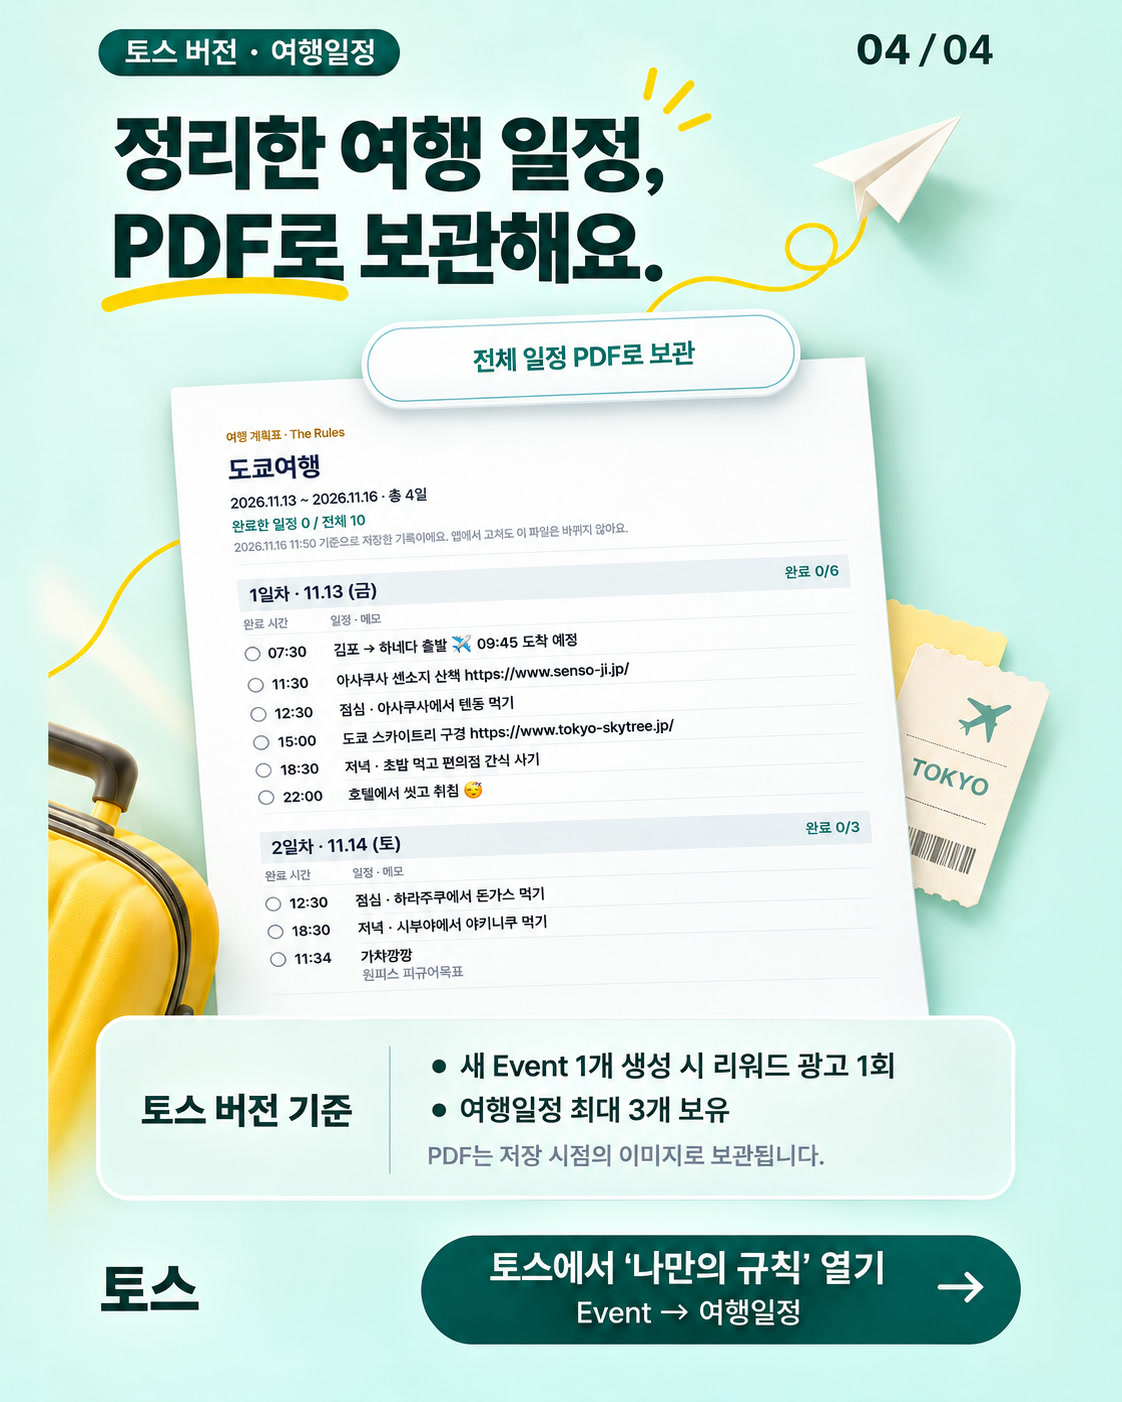 토스 버전 · 여행일정
04 / 04
정리한 여행 일정,
PDF로 보관해요.
전체 일정 PDF로 보관
여행 계획표 · The Rules
도쿄여행
2026.11.13 ~ 2026.11.16 · 총 4일
완료한 일정 0 / 전체 10
2026.11.16 11:50 기준으로 저장한 기록이에요. 앱에서 고쳐도 이 파일은 바뀌지 않아요.
1일차 · 11.13 (금) 완료 0/6
완료 시간 일정 · 메모
07:30 김포 → 하네다 출발 ✈️ 09:45 도착 예정
11:30 아사쿠사 센소지 산책 https://www.senso-ji.jp/
12:30 점심 · 아사쿠사에서 텐동 먹기
15:00 도쿄 스카이트리 구경 https://www.tokyo-skytree.jp/
18:30 저녁 · 초밥 먹고 편의점 간식 사기
22:00 호텔에서 씻고 취침 😴
2일차 · 11.14 (토) 완료 0/3
완료 시간 일정 · 메모
12:30 점심 · 하라주쿠에서 돈가스 먹기
18:30 저녁 · 시부야에서 야키니쿠 먹기
11:34 가차깡깡
원피스 피규어목표
TOKYO
토스 버전 기준
● 새 Event 1개 생성 시 리워드 광고 1회
● 여행일정 최대 3개 보유
PDF는 저장 시점의 이미지로 보관됩니다.
토스
토스에서 ‘나만의 규칙’ 열기 →
Event → 여행일정